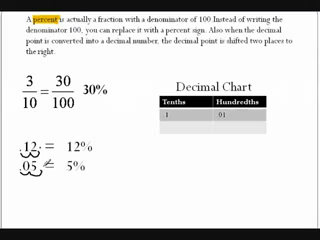 A percent is actually a fraction with a denominator of 100. Instead of writing the
denominator 100, you can replace it with a percent sign. Also when the decimal
point is converted into a decimal number, the decimal point is shifted two places to
the right.
3/10 = 30/100 30%
Decimal Chart
Tenths Hundredths
.1 .01
.12 = 12%
.05 = 5%